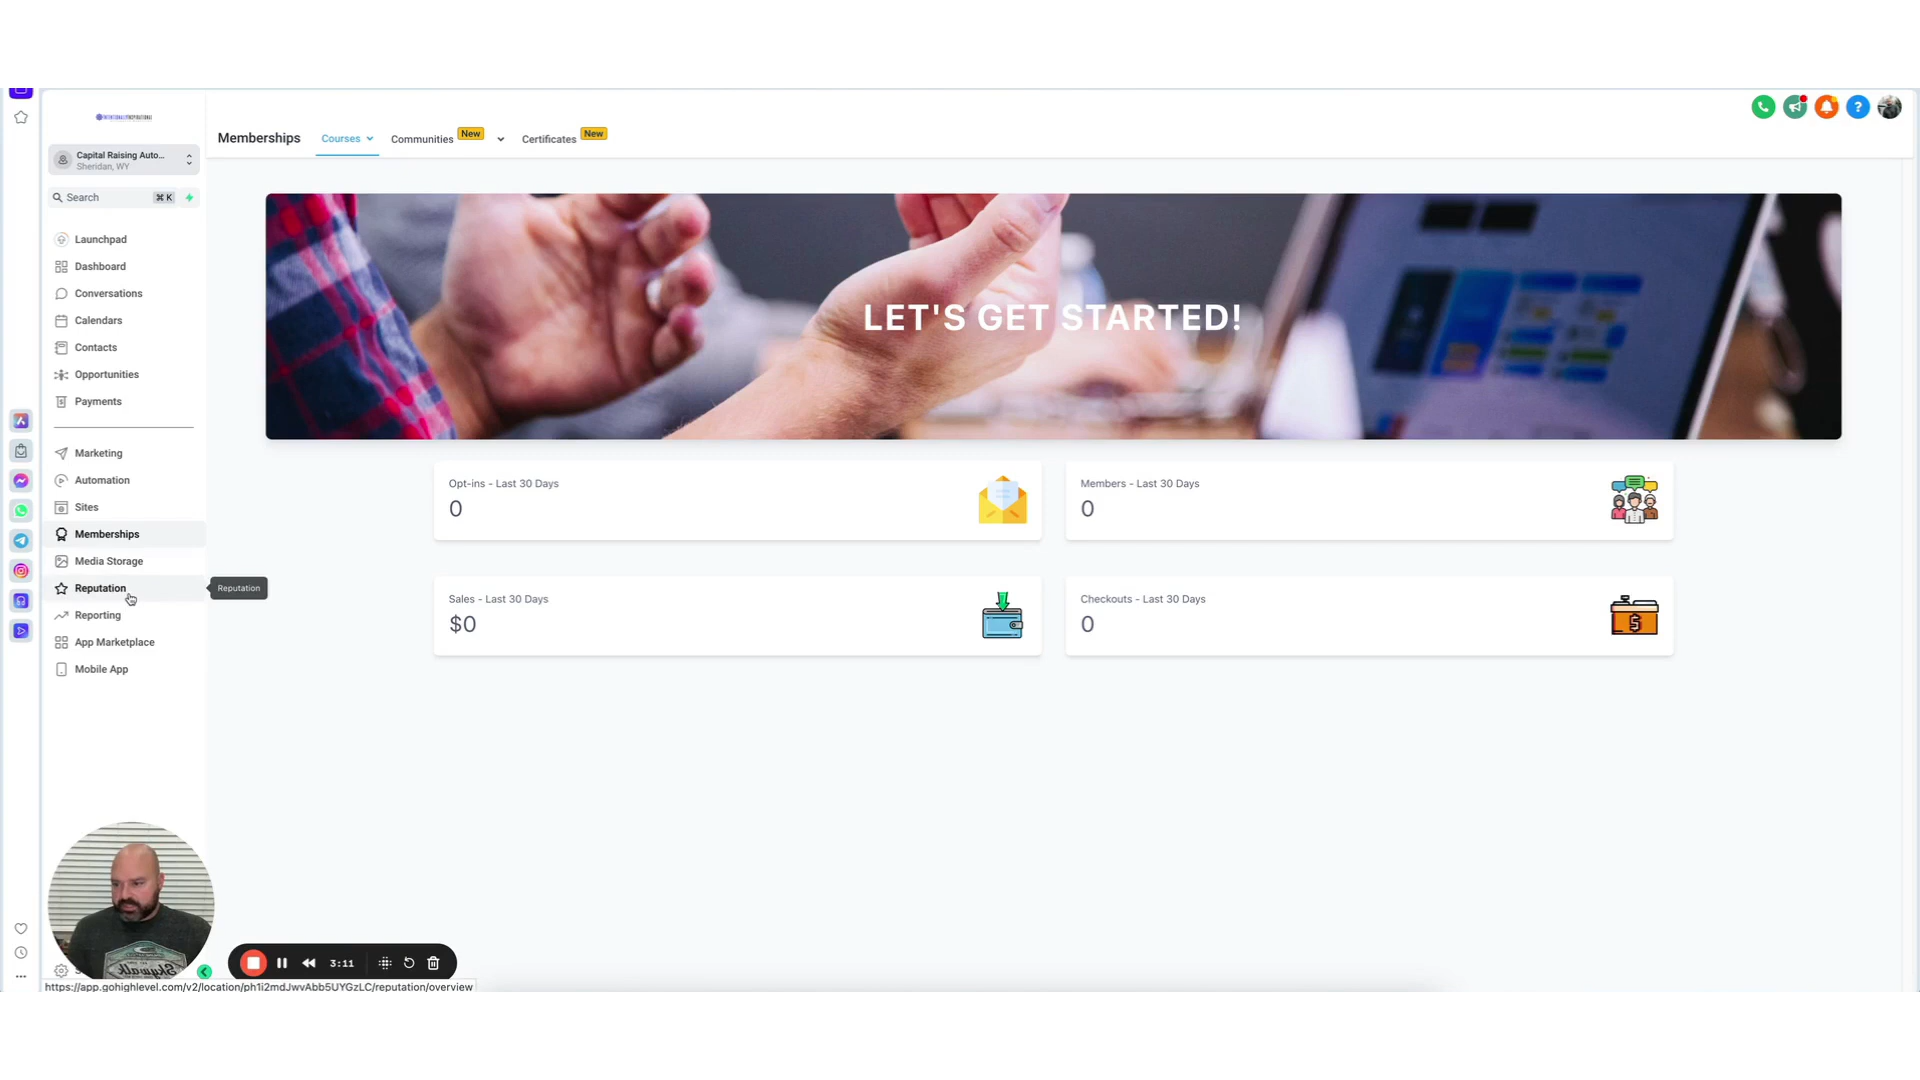 INTENTIONALLYINSPIRATIONAL
Capital Raising Auto...
Sheridan, WY
Search
⌘ K
Launchpad
Dashboard
Conversations
Calendars
Contacts
Opportunities
Payments
Marketing
Automation
Sites
Memberships
Media Storage
Reputation
Reporting
App Marketplace
Mobile App
Memberships
Courses
Communities
New
Certificates
New
LET'S GET STARTED!
Opt-ins - Last 30 Days
0
Members - Last 30 Days
0
Sales - Last 30 Days
$0
Checkouts - Last 30 Days
0
Reputation
3:11
https://app.gohighlevel.com/v2/location/ph1i2mdJwvAbb5UYGzLC/reputation/overview